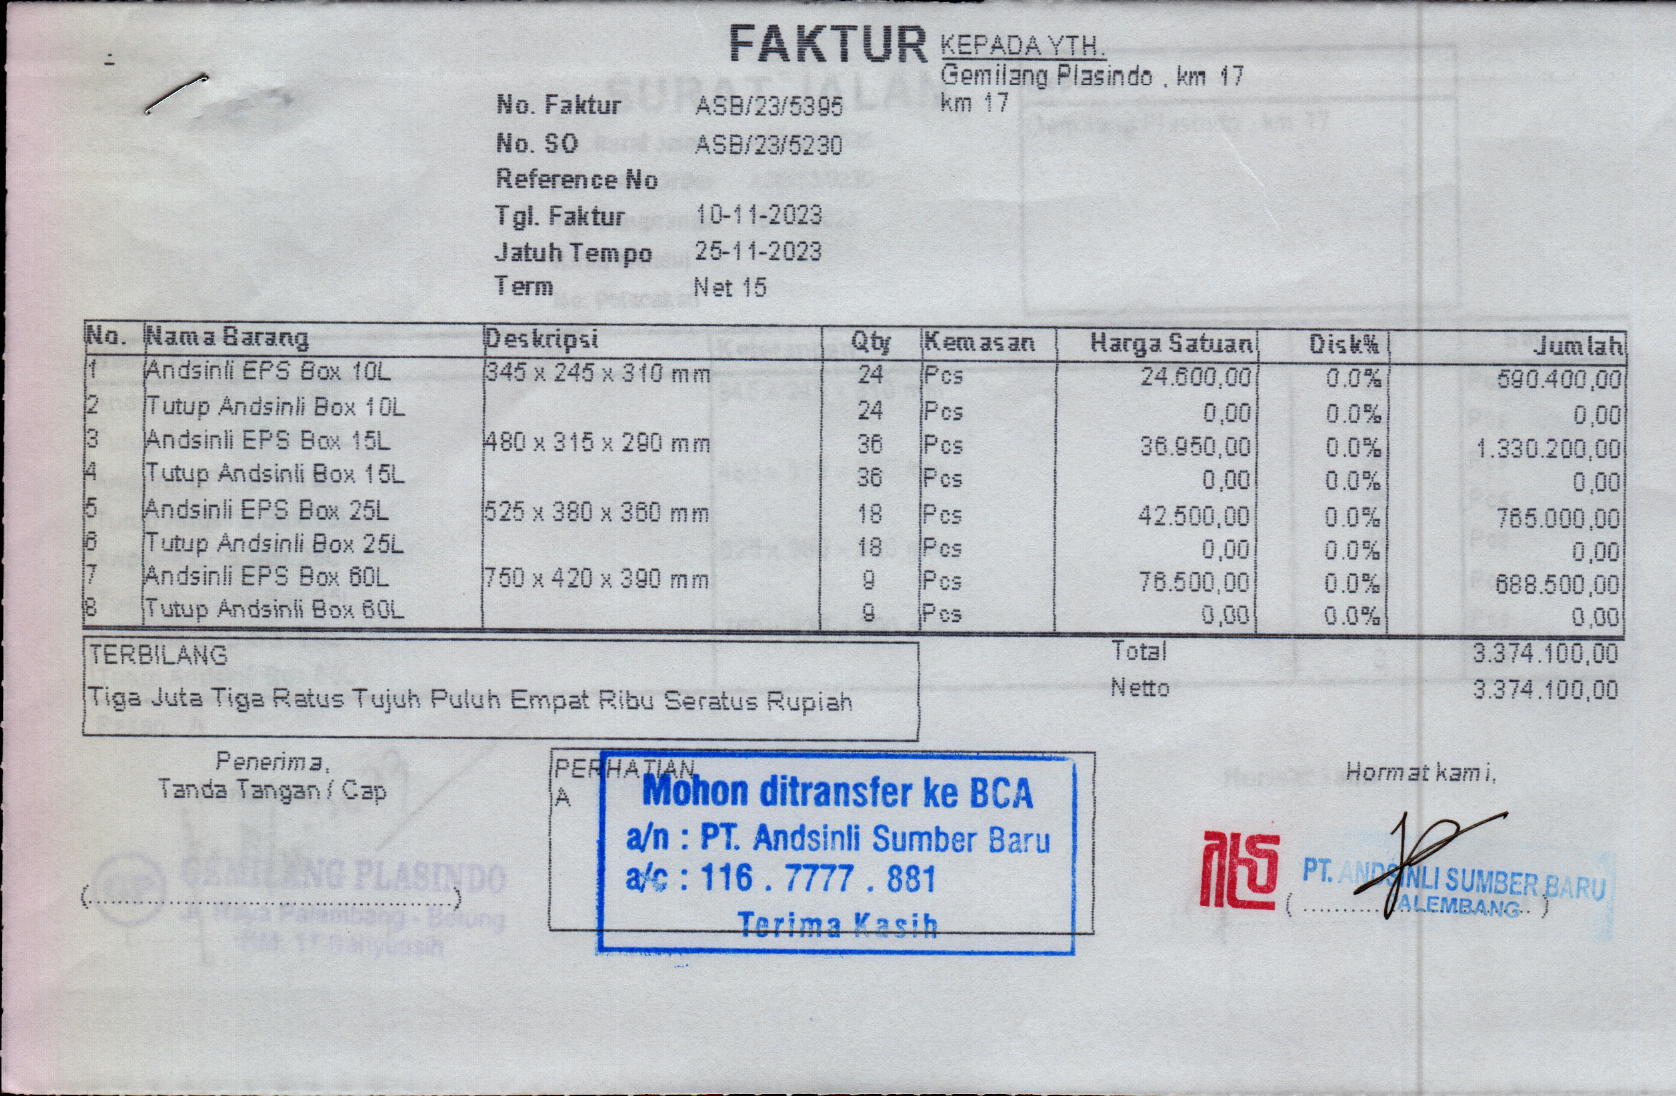 FAKTUR
KEPADA YTH.
Gemilang Plasindo , km 17
km 17
No. Faktur ASB/23/5395
No. SO ASB/23/5230
Reference No
Tgl. Faktur 10-11-2023
Jatuh Tempo 25-11-2023
Term Net 15
No. Nama Barang Deskripsi Qty Kemasan Harga Satuan Disk% Jumlah
1 Andsinli EPS Box 10L 345 x 245 x 310 mm 24 Pcs 24.600,00 0.0% 590.400,00
2 Tutup Andsinli Box 10L 24 Pcs 0,00 0.0% 0,00
3 Andsinli EPS Box 15L 480 x 315 x 290 mm 36 Pcs 36.950,00 0.0% 1.330.200,00
4 Tutup Andsinli Box 15L 36 Pcs 0,00 0.0% 0,00
5 Andsinli EPS Box 25L 525 x 380 x 360 mm 18 Pcs 42.500,00 0.0% 765.000,00
6 Tutup Andsinli Box 25L 18 Pcs 0,00 0.0% 0,00
7 Andsinli EPS Box 60L 750 x 420 x 390 mm 9 Pcs 76.500,00 0.0% 688.500,00
8 Tutup Andsinli Box 60L 9 Pcs 0,00 0.0% 0,00
TERBILANG
Tiga Juta Tiga Ratus Tujuh Puluh Empat Ribu Seratus Rupiah
Total 3.374.100,00
Netto 3.374.100,00
Penerima,
Tanda Tangan / Cap
GEMILANG PLASINDO
Palembang - Betung
PERHATIAN
A
Mohon ditransfer ke BCA
a/n : PT. Andsinli Sumber Baru
a/c : 116 . 7777 . 881
Terima Kasih
Hormat kami,
PT. ANDSINLI SUMBER BARU
PALEMBANG